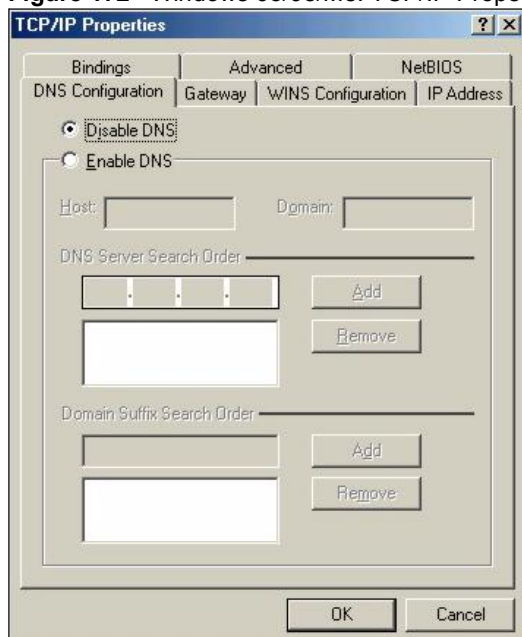 TCP/IP Properties ? X
Bindings Advanced NetBIOS
DNS Configuration Gateway WINS Configuration IP Address
Disable DNS
Enable DNS
Host: Domain:
DNS Server Search Order
. . . Add
Remove
Domain Suffix Search Order
Add
Remove
OK Cancel